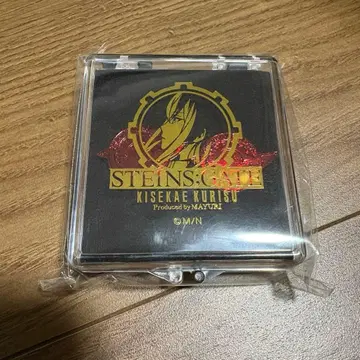 STEINS;GATE
KISEKAE KURISU
Produced by MAYURI
©M/N